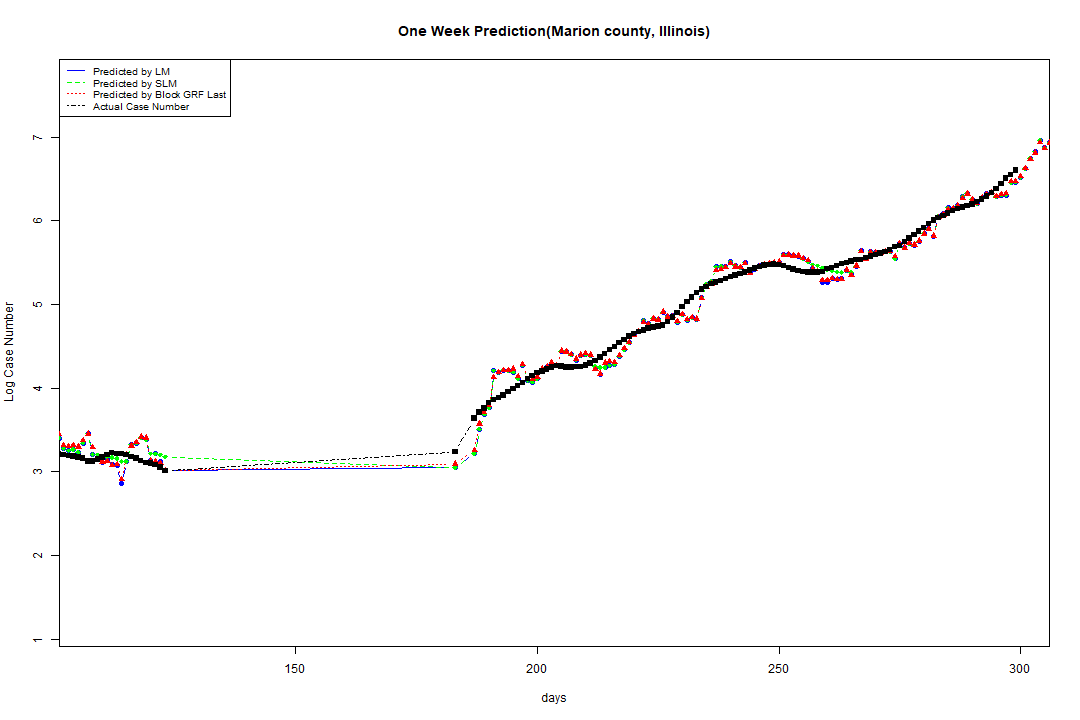 One Week Prediction(Marion county, Illinois)
Predicted by LM
Predicted by SLM
Predicted by Block GRF Last
Actual Case Number
7
6
5
4
3
2
1
Log Case Number
150
200
250
300
days